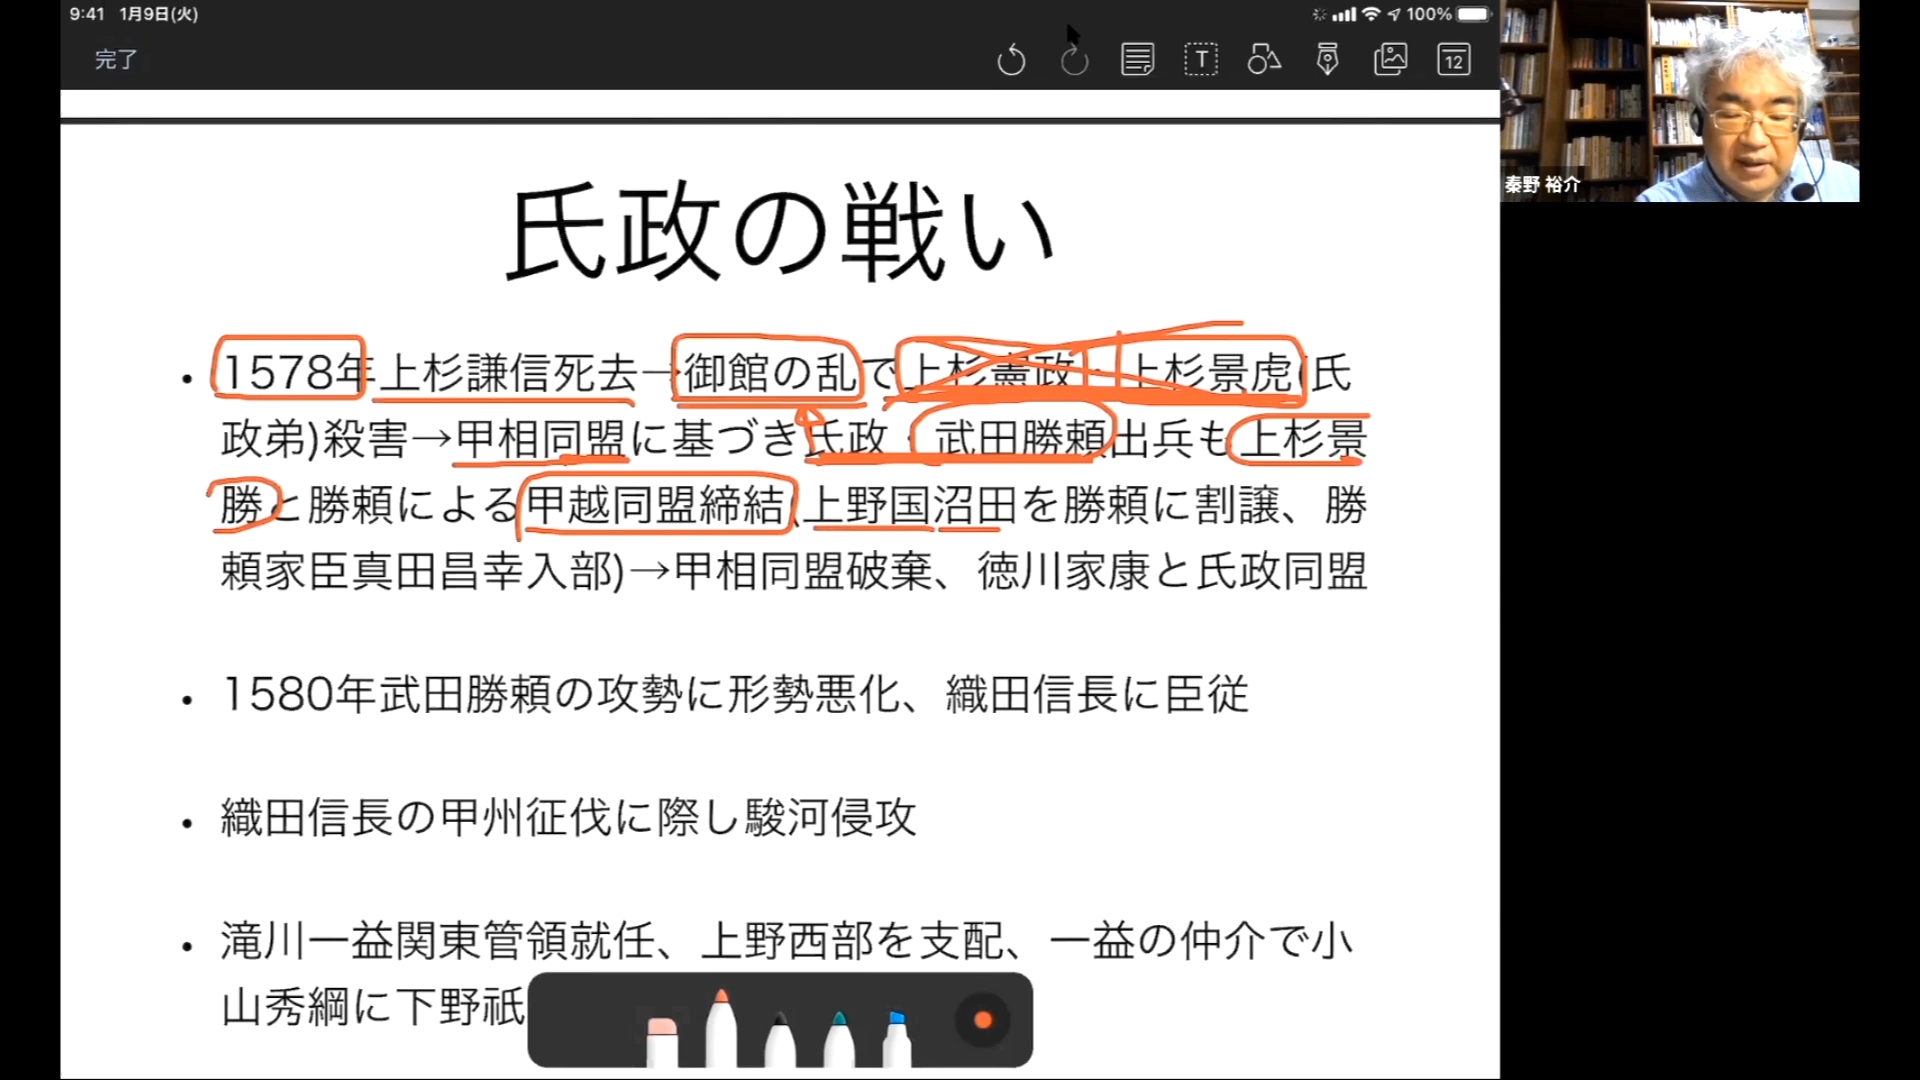 9:41 1月9日(火)
100%
完了
T
12
秦野 裕介
氏政の戦い
• 1578年上杉謙信死去→御館の乱で上杉憲政・上杉景虎(氏
政弟)殺害→甲相同盟に基づき氏政・武田勝頼出兵も上杉景
勝と勝頼による甲越同盟締結(上野国沼田を勝頼に割譲、勝
頼家臣真田昌幸入部)→甲相同盟破棄、徳川家康と氏政同盟
• 1580年武田勝頼の攻勢に形勢悪化、織田信長に臣従
• 織田信長の甲州征伐に際し駿河侵攻
• 滝川一益関東管領就任、上野西部を支配、一益の仲介で小
山秀綱に下野祇